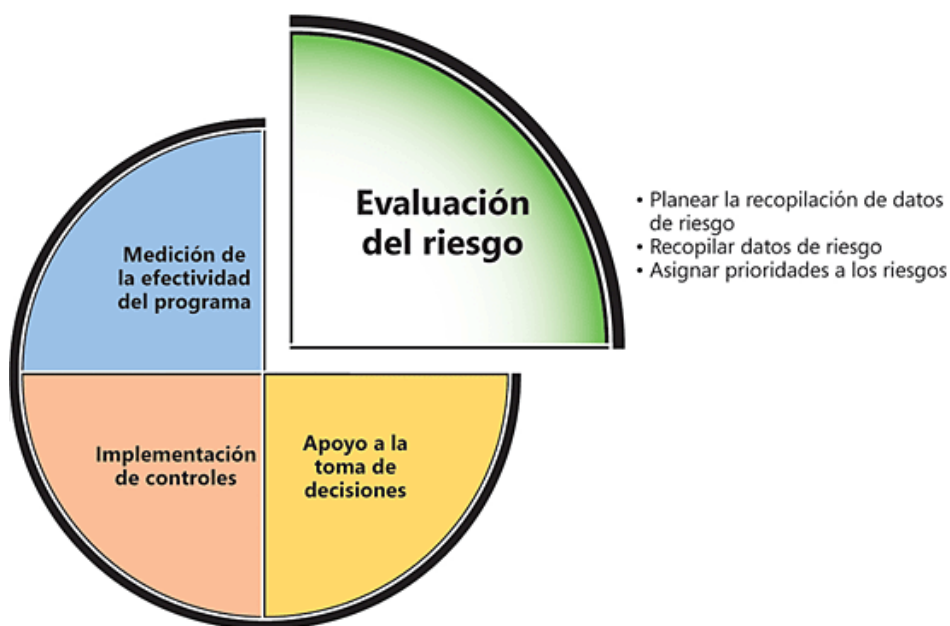 Evaluación
del riesgo
• Planear la recopilación de datos
de riesgo
• Recopilar datos de riesgo
• Asignar prioridades a los riesgos
Medición de
la efectividad
del programa
Implementación
de controles
Apoyo a la
toma de
decisiones